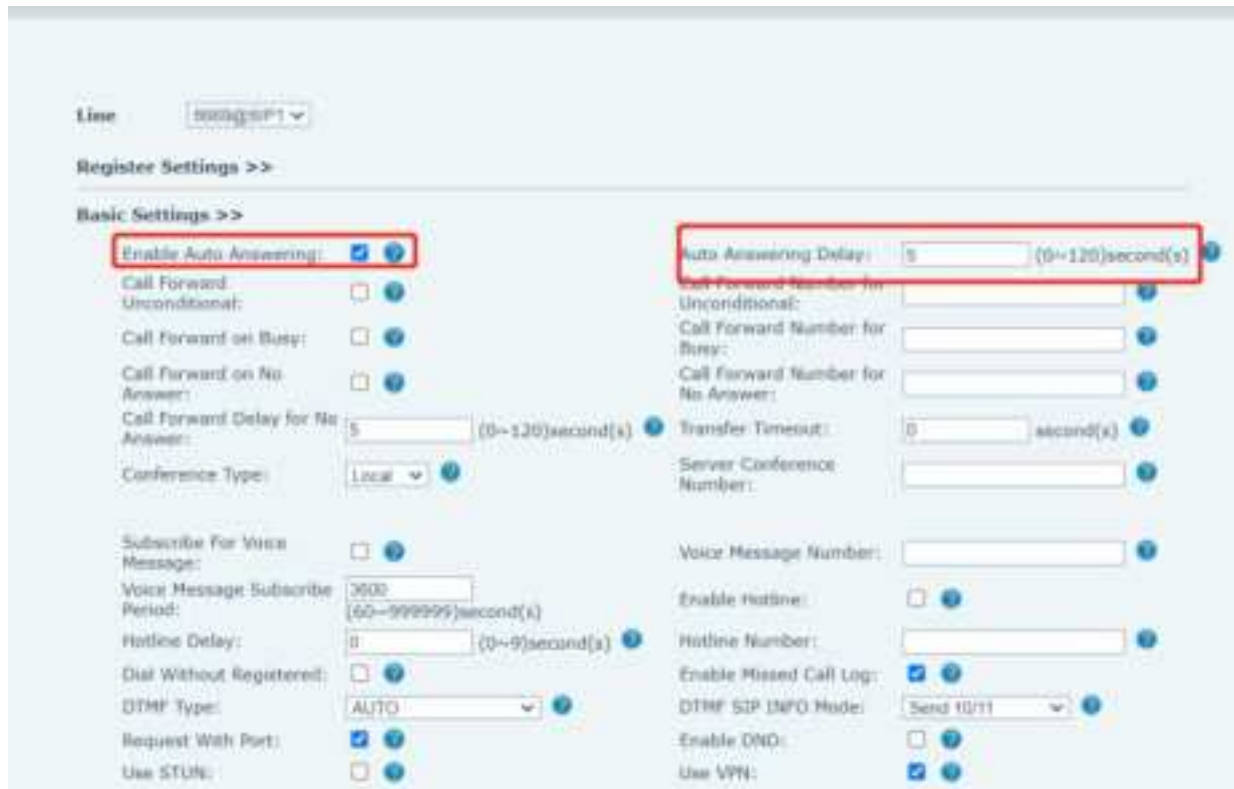 Line
Register Settings >>
Basic Settings >>
Enable Auto Answering:
Auto Answering Delay: 5 (0~120)second(s)
Call Forward Unconditional:
Call Forward Number for Unconditional:
Call Forward on Busy:
Call Forward Number for Busy:
Call Forward on No Answer:
Call Forward Number for No Answer:
Call Forward Delay for No Answer: 5 (0~120)second(s)
Transfer Timeout: 0 second(s)
Conference Type: Local
Server Conference Number:
Subscribe For Voice Message:
Voice Message Number:
Voice Message Subscribe Period: 3600 (60~999999)second(s)
Enable Hotline:
Hotline Delay: 0 (0~9)second(s)
Hotline Number:
Dial Without Registered:
Enable Missed Call Log:
DTMF Type: AUTO
DTMF SIP INFO Mode: Send 10/11
Request With Port:
Enable DND:
Use STUN:
Use VPN: